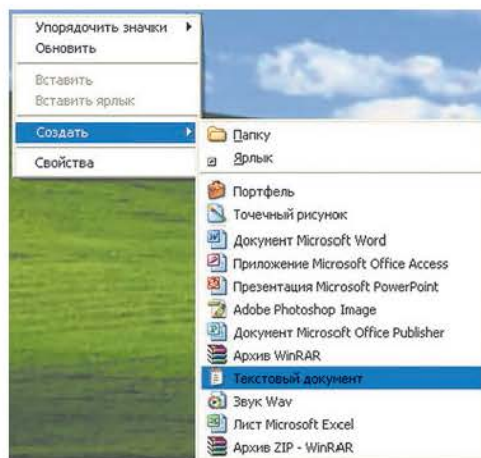 Упорядочить значки
Обновить
Вставить
Вставить ярлык
Создать
Свойства
Папку
Ярлык
Портфель
Точечный рисунок
Документ Microsoft Word
Приложение Microsoft Office Access
Презентация Microsoft PowerPoint
Adobe Photoshop Image
Документ Microsoft Office Publisher
Архив WinRAR
Текстовый документ
Звук Wav
Лист Microsoft Excel
Архив ZIP - WinRAR